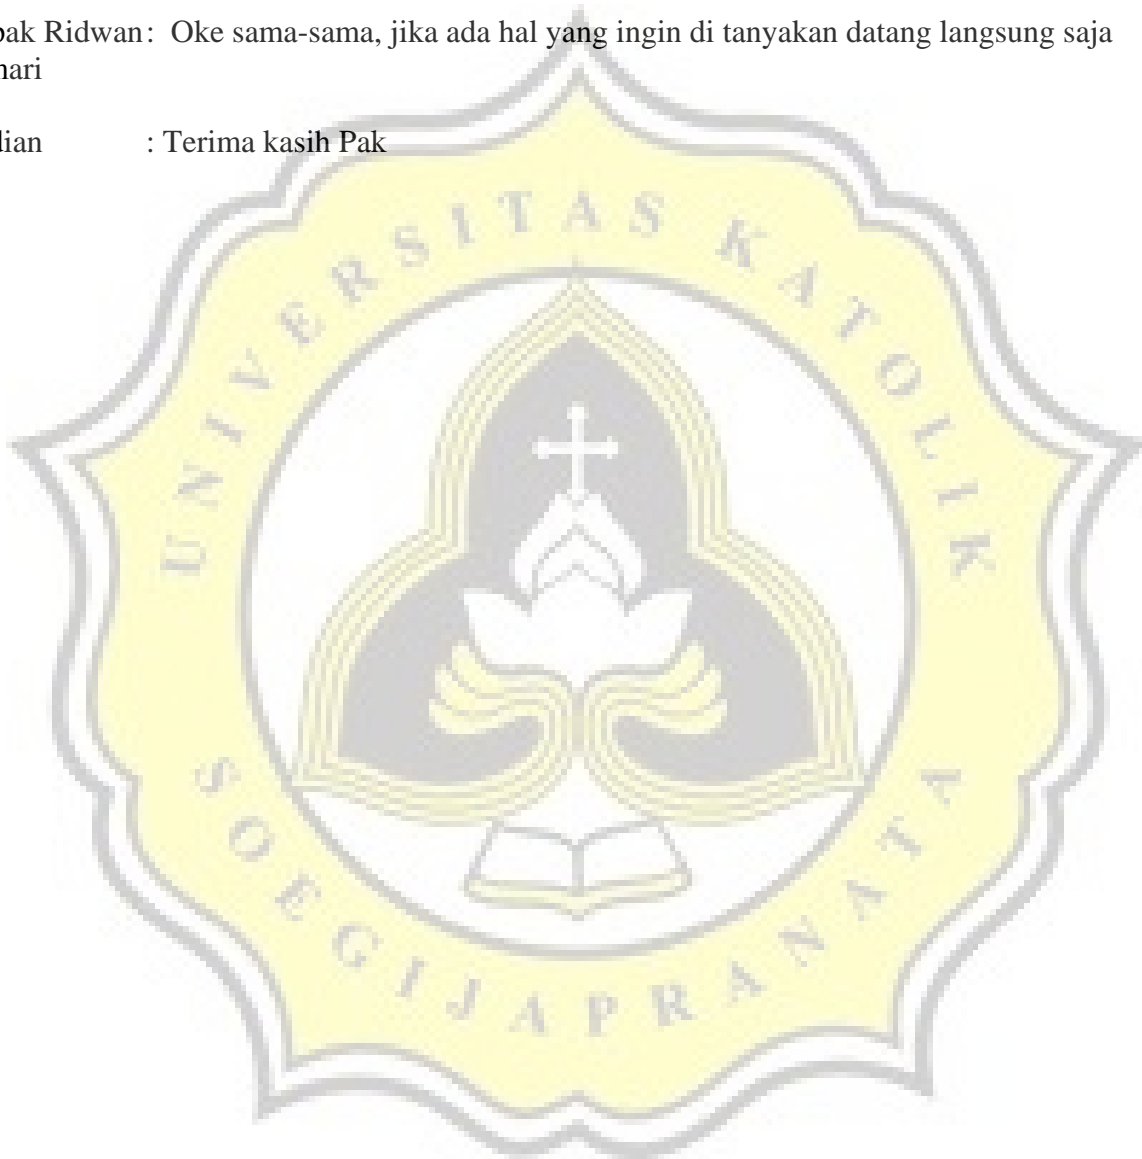 pak Ridwan: Oke sama-sama, jika ada hal yang ingin di tanyakan datang langsung saja
hari
dian : Terima kasih Pak
UNIVERSITAS KATOLIK
SOEGIJAPRANATA